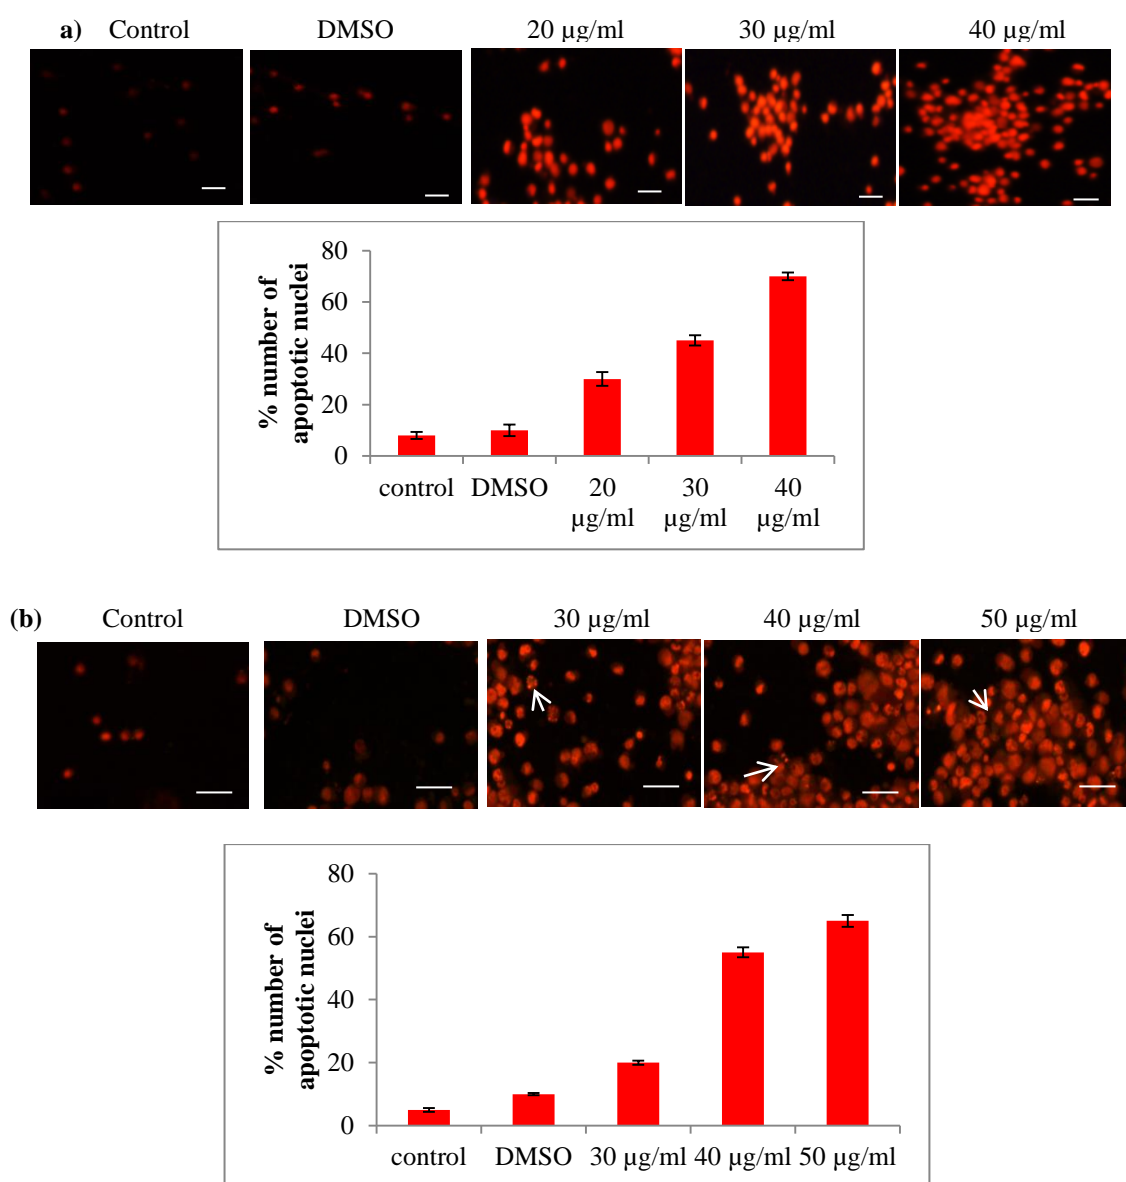 a) Control DMSO 20 µg/ml 30 µg/ml 40 µg/ml
% number of
apoptotic nuclei
80
60
40
20
0
control DMSO 20 30 40
µg/ml µg/ml µg/ml
(b) Control DMSO 30 µg/ml 40 µg/ml 50 µg/ml
% number of
apoptotic nuclei
80
60
40
20
0
control DMSO 30 µg/ml 40 µg/ml 50 µg/ml